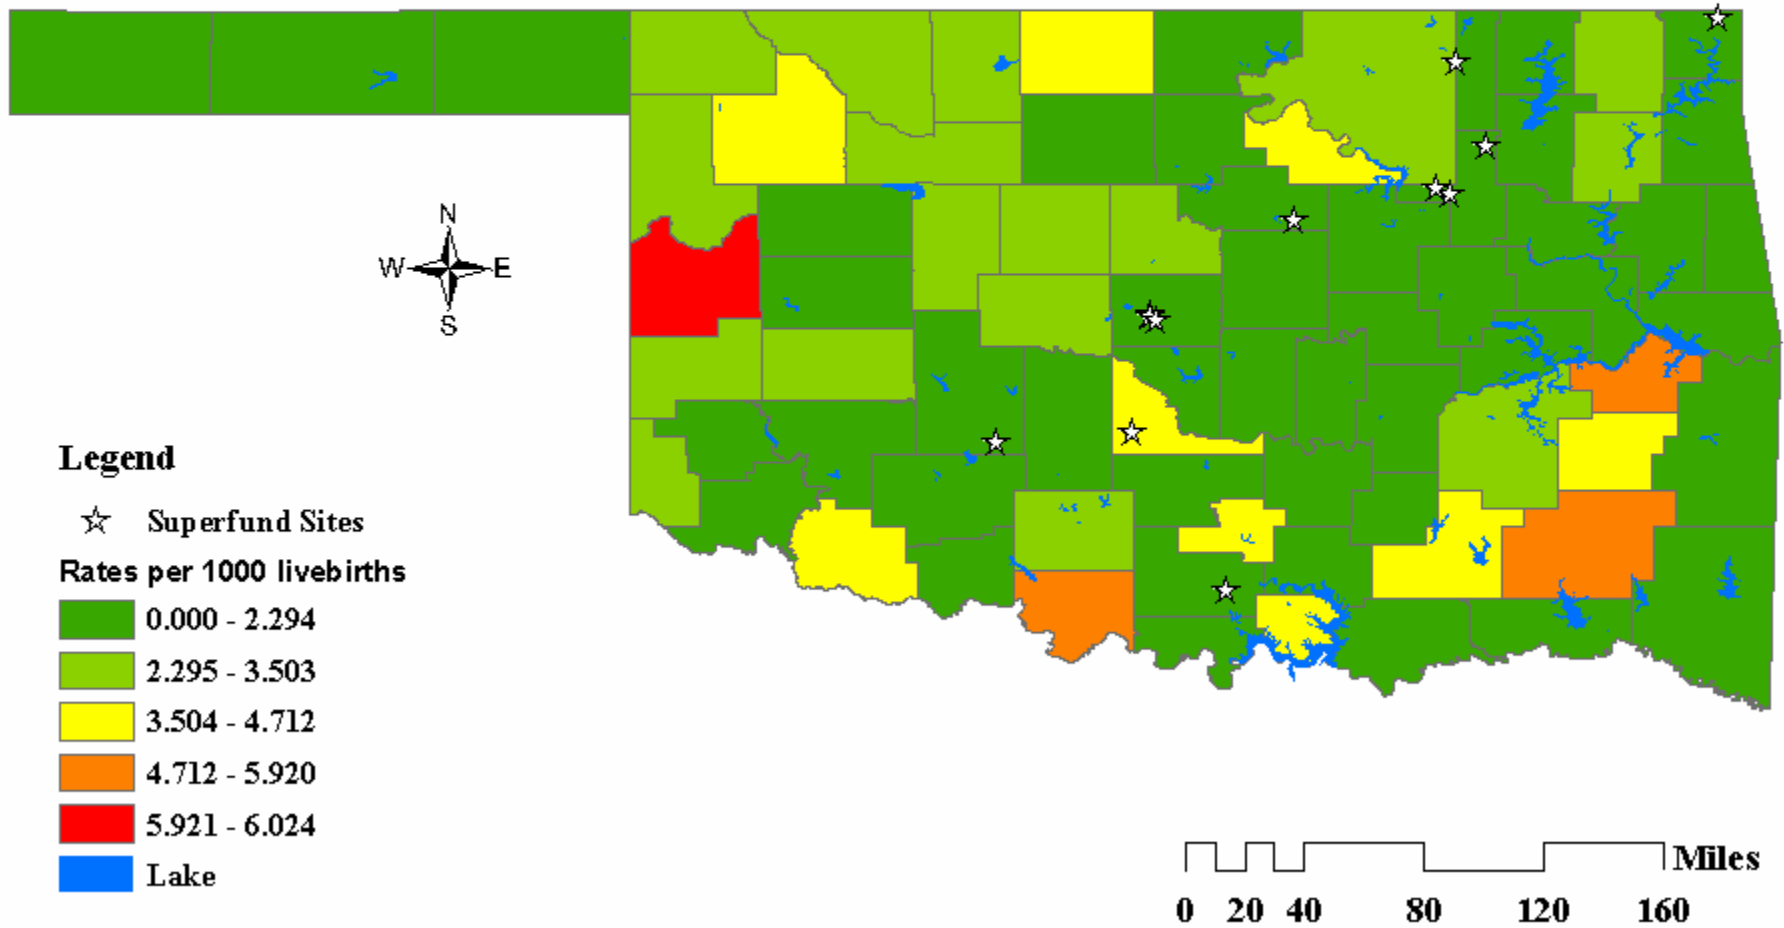 N
W E
S
Legend
Superfund Sites
Rates per 1000 livebirths
0.000 - 2.294
2.295 - 3.503
3.504 - 4.712
4.712 - 5.920
5.921 - 6.024
Lake
Miles
0 20 40 80 120 160